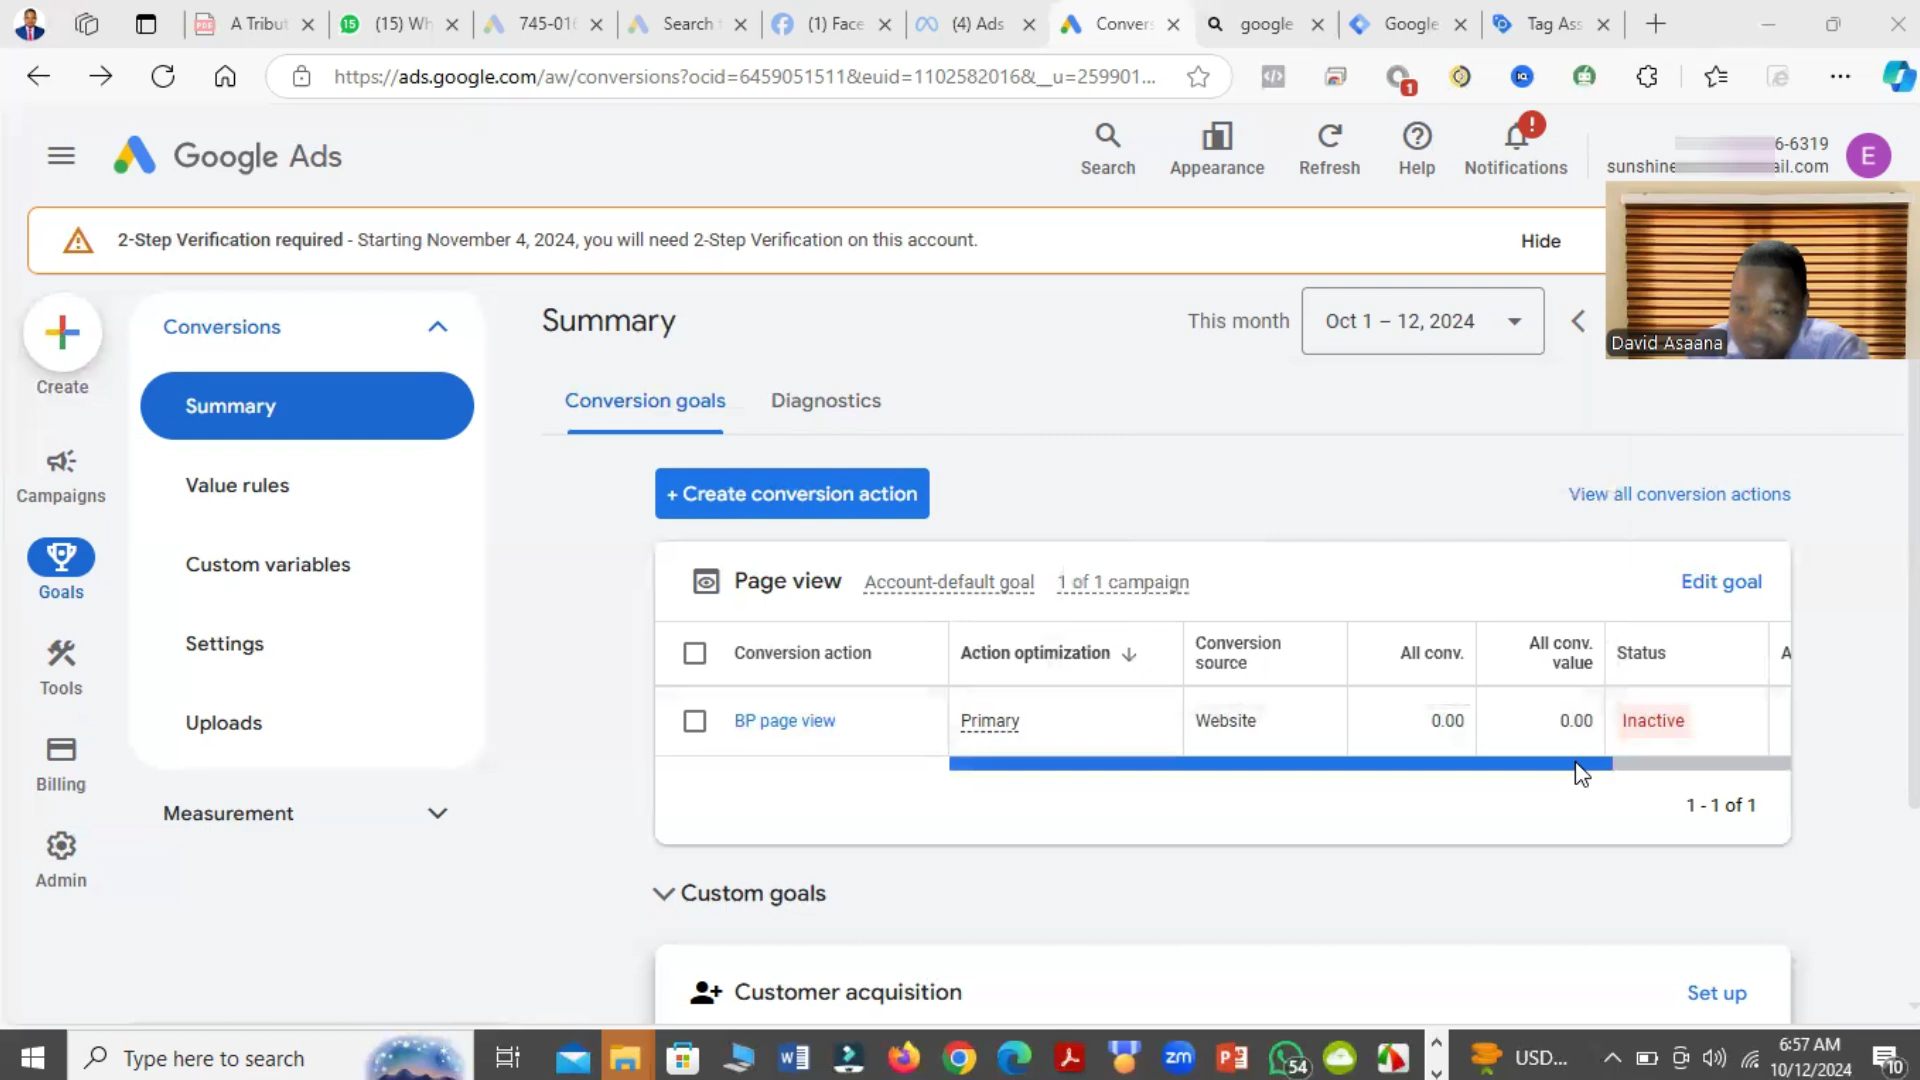 A Tribut
(15) Wh
745-016
Search t
(1) Face
(4) Ads
Convers
google
Google
Tag Ass
https://ads.google.com/aw/conversions?ocid=6459051511&euid=1102582016&__u=259901...
1
Google Ads
Search
Appearance
Refresh
Help
Notifications
6-6319
sunshine ail.com
E
2-Step Verification required - Starting November 4, 2024, you will need 2-Step Verification on this account.
Hide
David Asaana
Create
Campaigns
Goals
Tools
Billing
Admin
Conversions
Summary
Value rules
Custom variables
Settings
Uploads
Measurement
Summary
This month
Oct 1 – 12, 2024
Conversion goals
Diagnostics
+ Create conversion action
View all conversion actions
Page view
Account-default goal
1 of 1 campaign
Edit goal
Conversion action
Action optimization
Conversion source
All conv.
All conv. value
Status
A
BP page view
Primary
Website
0.00
0.00
Inactive
1 - 1 of 1
Custom goals
Customer acquisition
Set up
Type here to search
zm
54
USD...
6:57 AM
10/12/2024
10